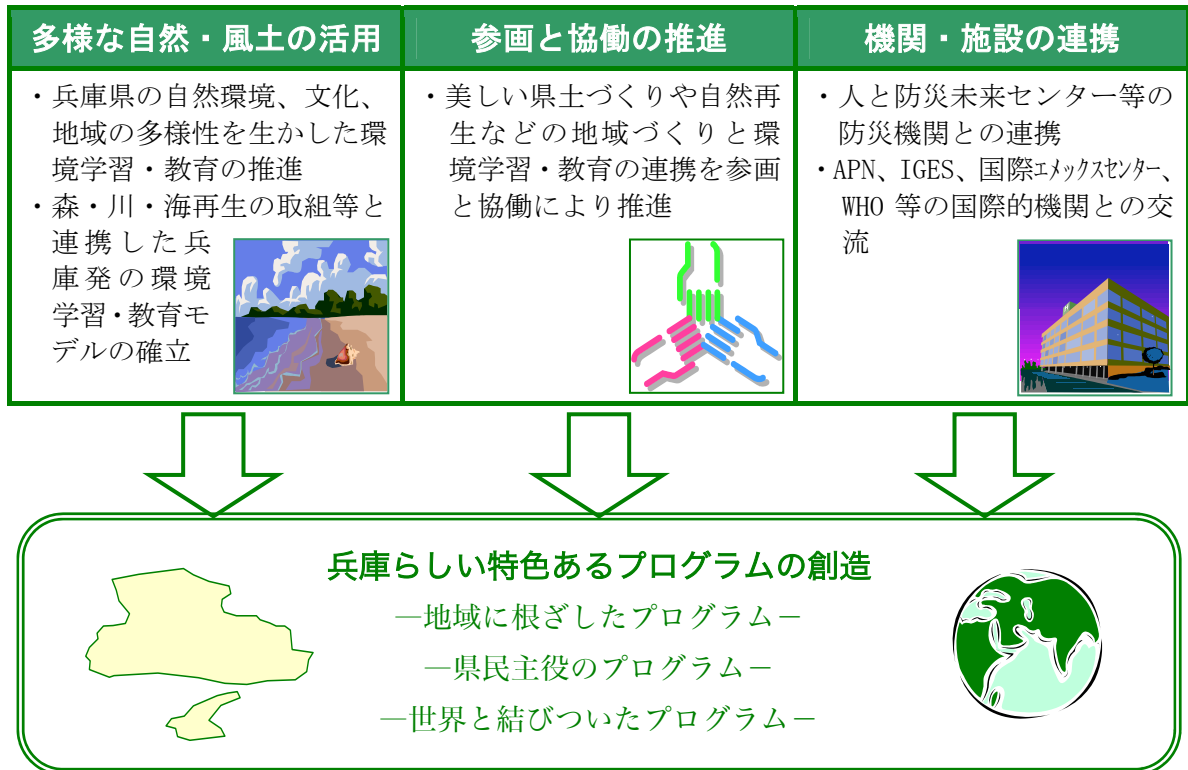 多様な自然・風土の活用
・兵庫県の自然環境、文化、
地域の多様性を生かした環
境学習・教育の推進
・森・川・海再生の取組等と
連携した兵
庫発の環境
学習・教育モ
デルの確立
参画と協働の推進
・美しい県土づくりや自然再
生などの地域づくりと環
境学習・教育の連携を参画
と協働により推進
機関・施設の連携
・人と防災未来センター等の
防災機関との連携
・APN、IGES、国際ｴﾒｯｸｽｾﾝﾀｰ、
WHO 等の国際的機関との交
流
兵庫らしい特色あるプログラムの創造
―地域に根ざしたプログラム－
―県民主役のプログラム－
―世界と結びついたプログラム－